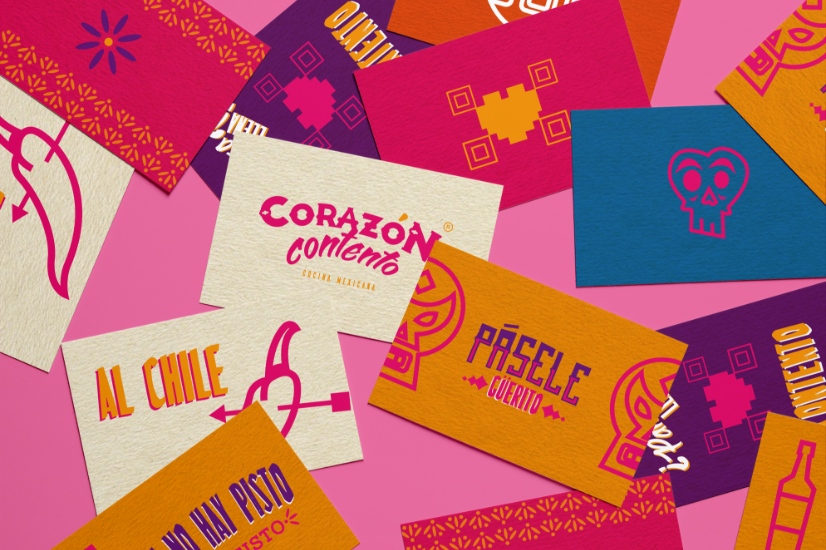 CORAZÓN ®
contento
COCINA MEXICANA
PÁSELE
GÜERITO
AL CHILE
NO HAY PISTO